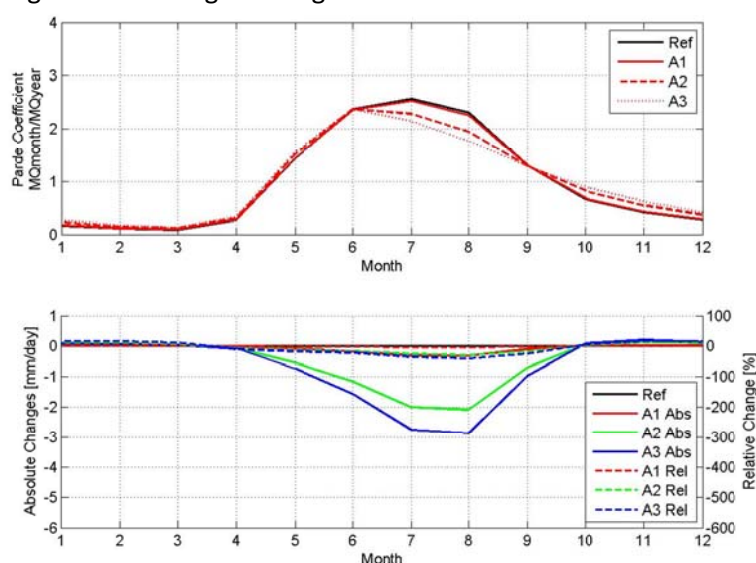 4
3
2
1
0
Parde Coefficient
MQmonth/MQyear
Ref
A1
A2
A3
1 2 3 4 5 6 7 8 9 10 11 12
Month
1
0
-1
-2
-3
-4
-5
-6
Absolute Changes [mm/day]
Ref
A1 Abs
A2 Abs
A3 Abs
A1 Rel
A2 Rel
A3 Rel
100
0
-100
-200
-300
-400
-500
-600
Relative Change [%]
1 2 3 4 5 6 7 8 9 10 11 12
Month